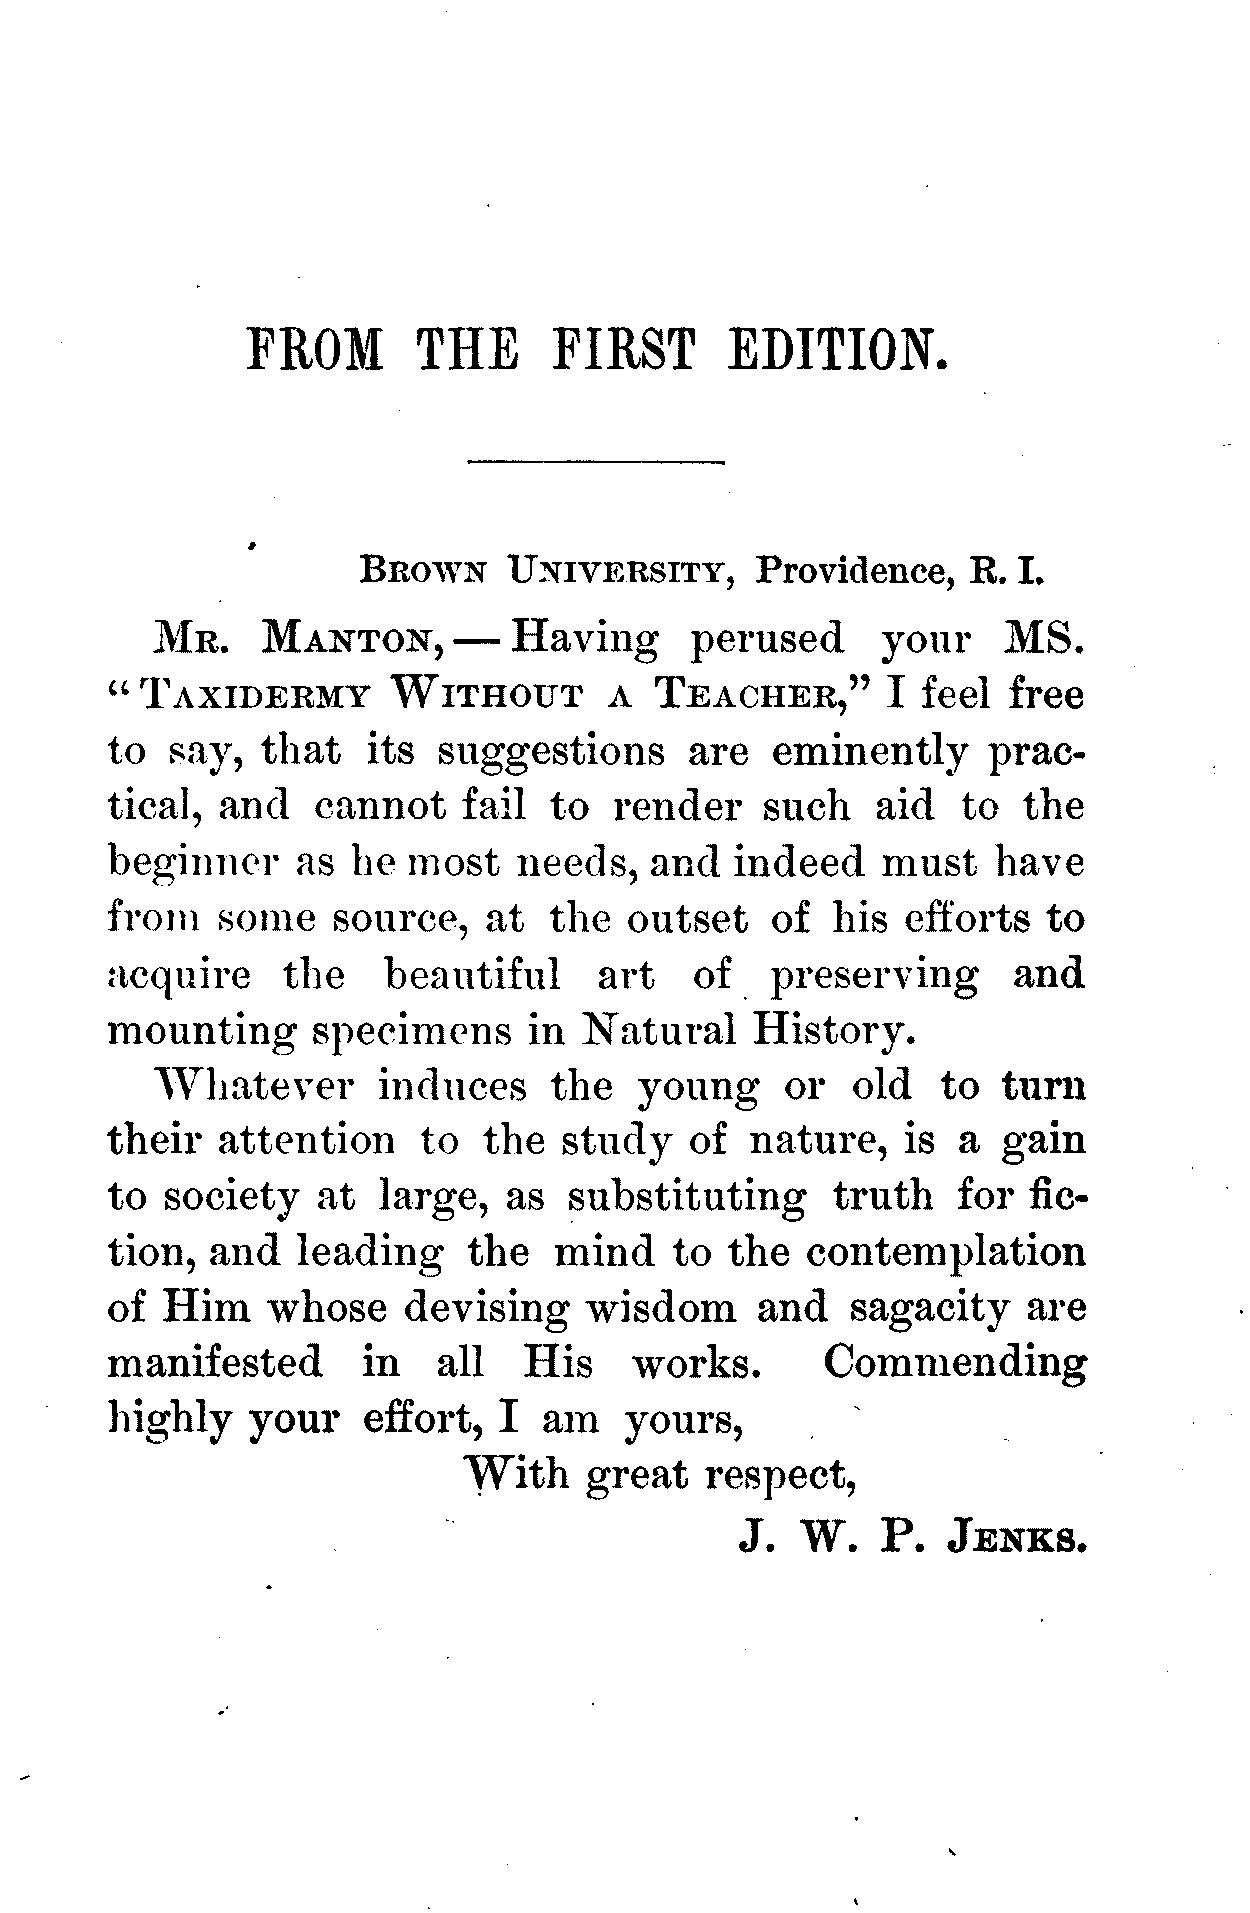 FROM THE FIRST EDITION.
BROWN UNIVERSITY, Providence, R. I.
MR. MANTON,— Having perused your MS.
“TAXIDERMY WITHOUT A TEACHER,” I feel free
to say, that its suggestions are eminently prac-
tical, and cannot fail to render such aid to the
beginner as he most needs, and indeed must have
from some source, at the outset of his efforts to
acquire the beautiful art of preserving and
mounting specimens in Natural History.
Whatever induces the young or old to turn
their attention to the study of nature, is a gain
to society at large, as substituting truth for fic-
tion, and leading the mind to the contemplation
of Him whose devising wisdom and sagacity are
manifested in all His works. Commending
highly your effort, I am yours,
With great respect,
J. W. P. JENKS.